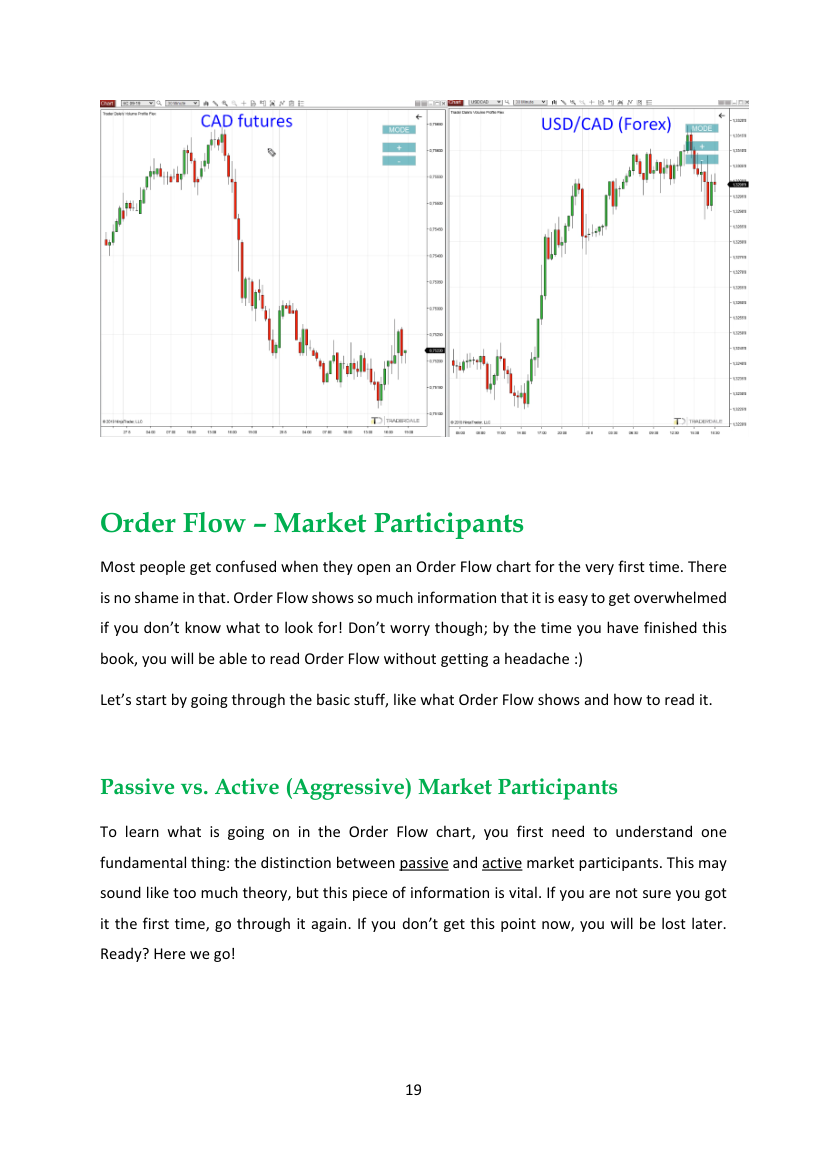 CAD futures
MODE
+
-
© 2019 NinjaTrader, LLC
TRADERDALE
USD/CAD (Forex)
MODE
+
-
© 2019 NinjaTrader, LLC
TRADERDALE
Order Flow – Market Participants
Most people get confused when they open an Order Flow chart for the very first time. There
is no shame in that. Order Flow shows so much information that it is easy to get overwhelmed
if you don’t know what to look for! Don’t worry though; by the time you have finished this
book, you will be able to read Order Flow without getting a headache :)
Let’s start by going through the basic stuff, like what Order Flow shows and how to read it.
Passive vs. Active (Aggressive) Market Participants
To learn what is going on in the Order Flow chart, you first need to understand one
fundamental thing: the distinction between passive and active market participants. This may
sound like too much theory, but this piece of information is vital. If you are not sure you got
it the first time, go through it again. If you don’t get this point now, you will be lost later.
Ready? Here we go!
19